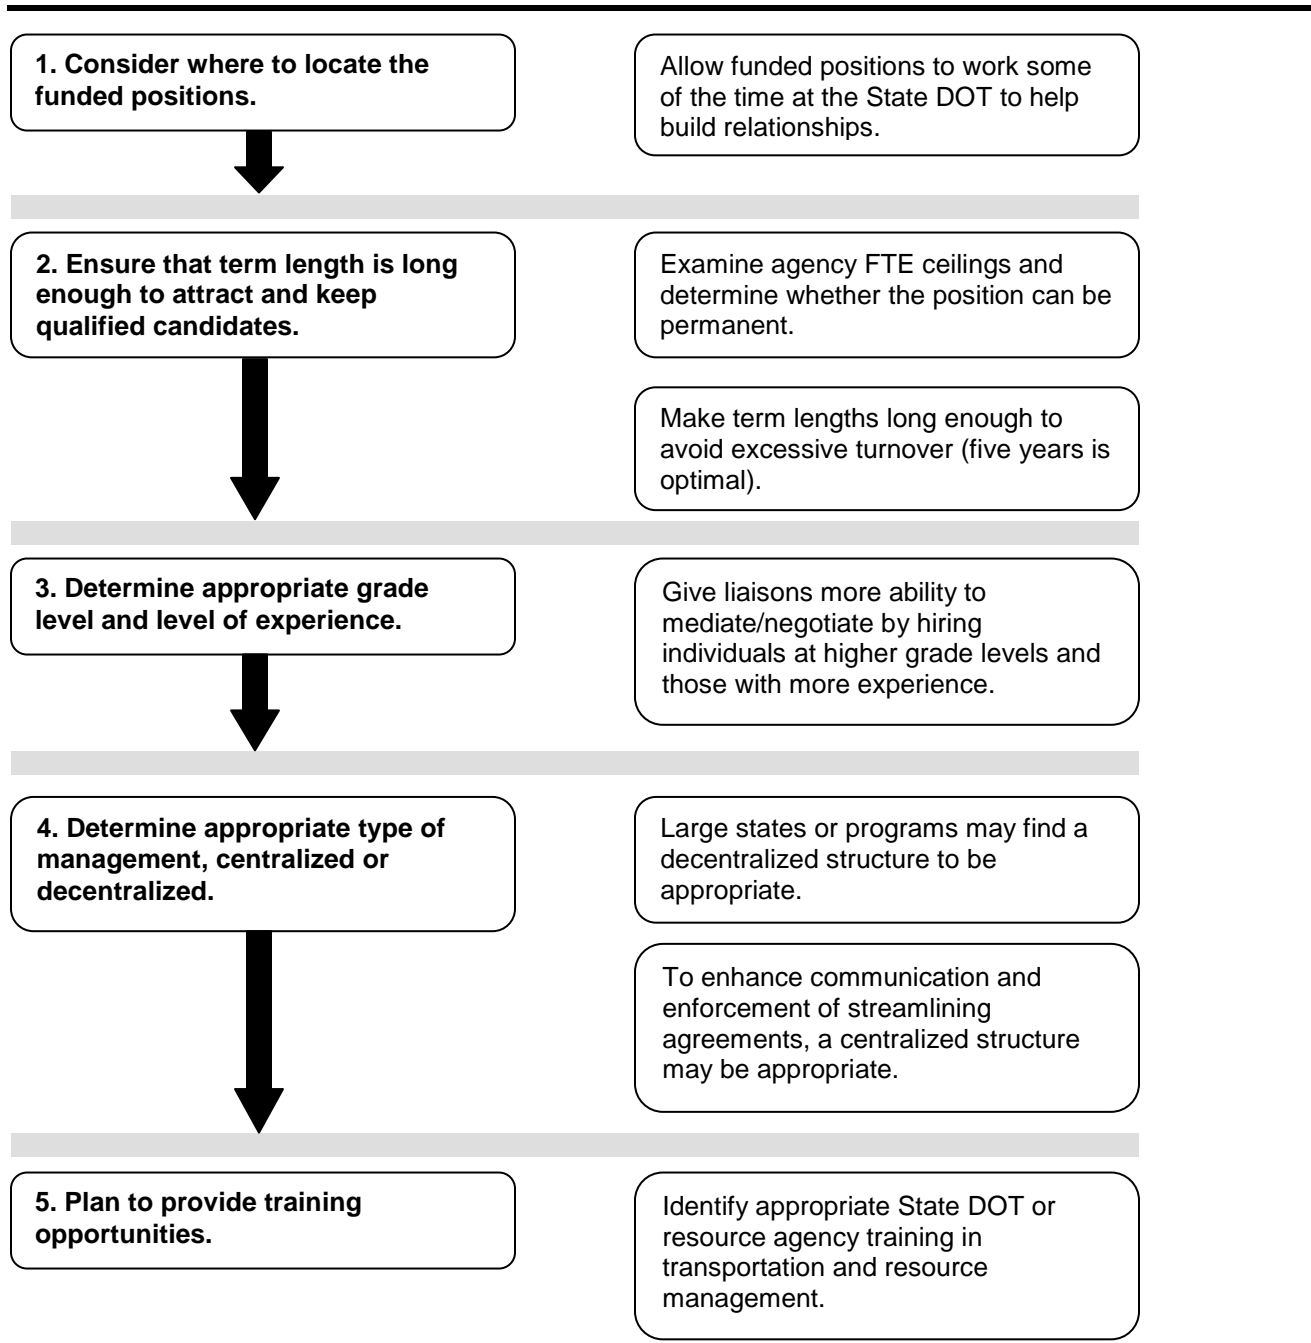 1. Consider where to locate the
funded positions.
Allow funded positions to work some
of the time at the State DOT to help
build relationships.
2. Ensure that term length is long
enough to attract and keep
qualified candidates.
Examine agency FTE ceilings and
determine whether the position can be
permanent.
Make term lengths long enough to
avoid excessive turnover (five years is
optimal).
3. Determine appropriate grade
level and level of experience.
Give liaisons more ability to
mediate/negotiate by hiring
individuals at higher grade levels and
those with more experience.
4. Determine appropriate type of
management, centralized or
decentralized.
Large states or programs may find a
decentralized structure to be
appropriate.
To enhance communication and
enforcement of streamlining
agreements, a centralized structure
may be appropriate.
5. Plan to provide training
opportunities.
Identify appropriate State DOT or
resource agency training in
transportation and resource
management.